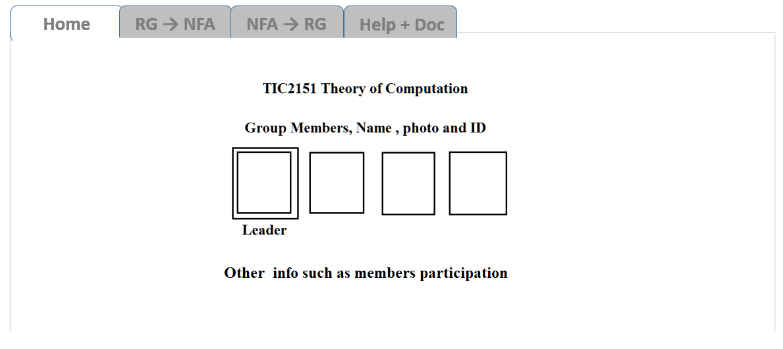 Home RG → NFA NFA → RG Help + Doc
TIC2151 Theory of Computation
Group Members, Name , photo and ID
Leader
Other info such as members participation